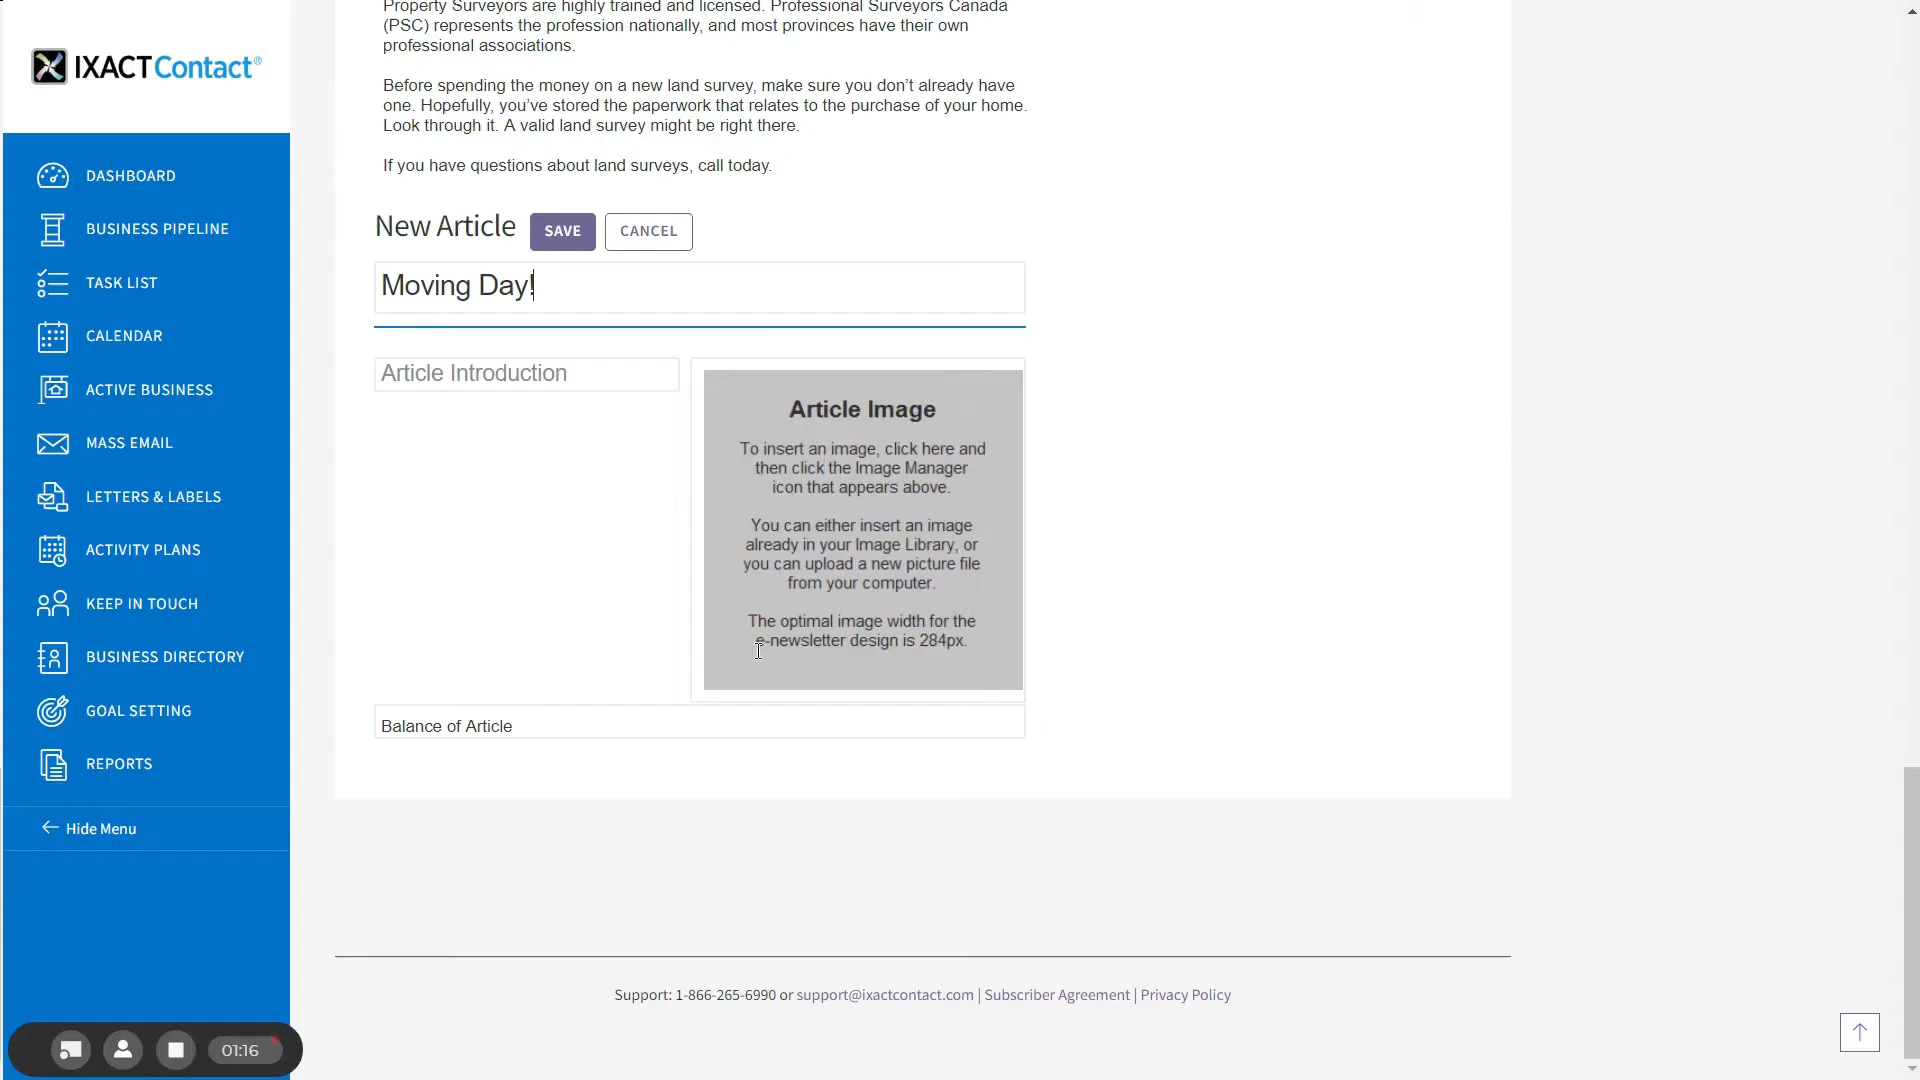 Property Surveyors are highly trained and licensed. Professional Surveyors Canada
(PSC) represents the profession nationally, and most provinces have their own
professional associations.
Before spending the money on a new land survey, make sure you don’t already have
one. Hopefully, you’ve stored the paperwork that relates to the purchase of your home.
Look through it. A valid land survey might be right there.
If you have questions about land surveys, call today.
IXACTContact®
DASHBOARD
BUSINESS PIPELINE
TASK LIST
CALENDAR
ACTIVE BUSINESS
MASS EMAIL
LETTERS & LABELS
ACTIVITY PLANS
KEEP IN TOUCH
BUSINESS DIRECTORY
GOAL SETTING
REPORTS
Hide Menu
New Article SAVE CANCEL
Moving Day!
Article Introduction
Article Image
To insert an image, click here and
then click the Image Manager
icon that appears above.
You can either insert an image
already in your Image Library, or
you can upload a new picture file
from your computer.
The optimal image width for the
e-newsletter design is 284px.
Balance of Article
Support: 1-866-265-6990 or support@ixactcontact.com | Subscriber Agreement | Privacy Policy
01:16